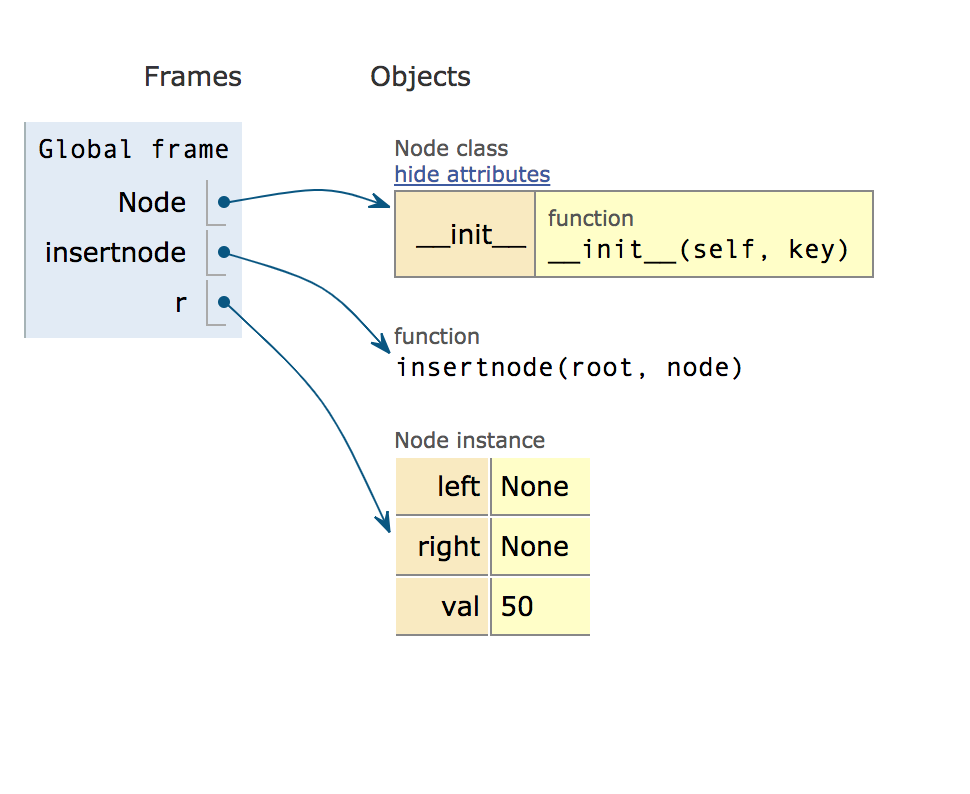 Frames Objects
Global frame
Node
insertnode
r
Node class
hide attributes
__init__
function
__init__(self, key)
function
insertnode(root, node)
Node instance
left None
right None
val 50